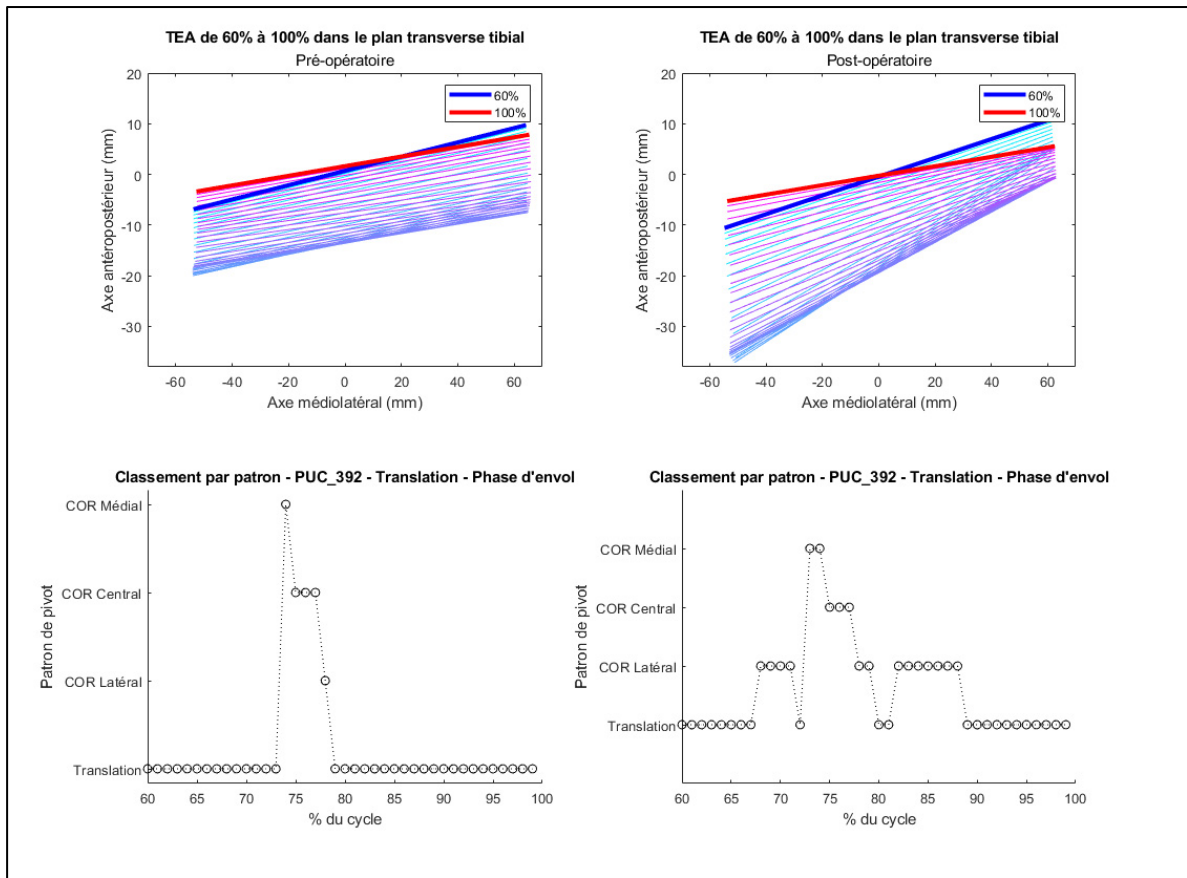 TEA de 60% à 100% dans le plan transverse tibial
Pré-opératoire
20
10
0
-10
-20
-30
Axe antéropostérieur (mm)
60%
100%
-60
-40
-20
0
20
40
60
Axe médiolatéral (mm)
TEA de 60% à 100% dans le plan transverse tibial
Post-opératoire
20
10
0
-10
-20
-30
Axe antéropostérieur (mm)
60%
100%
-60
-40
-20
0
20
40
60
Axe médiolatéral (mm)
Classement par patron - PUC_392 - Translation - Phase d'envol
COR Médial
COR Central
COR Latéral
Translation
Patron de pivot
60
65
70
75
80
85
90
95
100
% du cycle
Classement par patron - PUC_392 - Translation - Phase d'envol
COR Médial
COR Central
COR Latéral
Translation
Patron de pivot
60
65
70
75
80
85
90
95
100
% du cycle